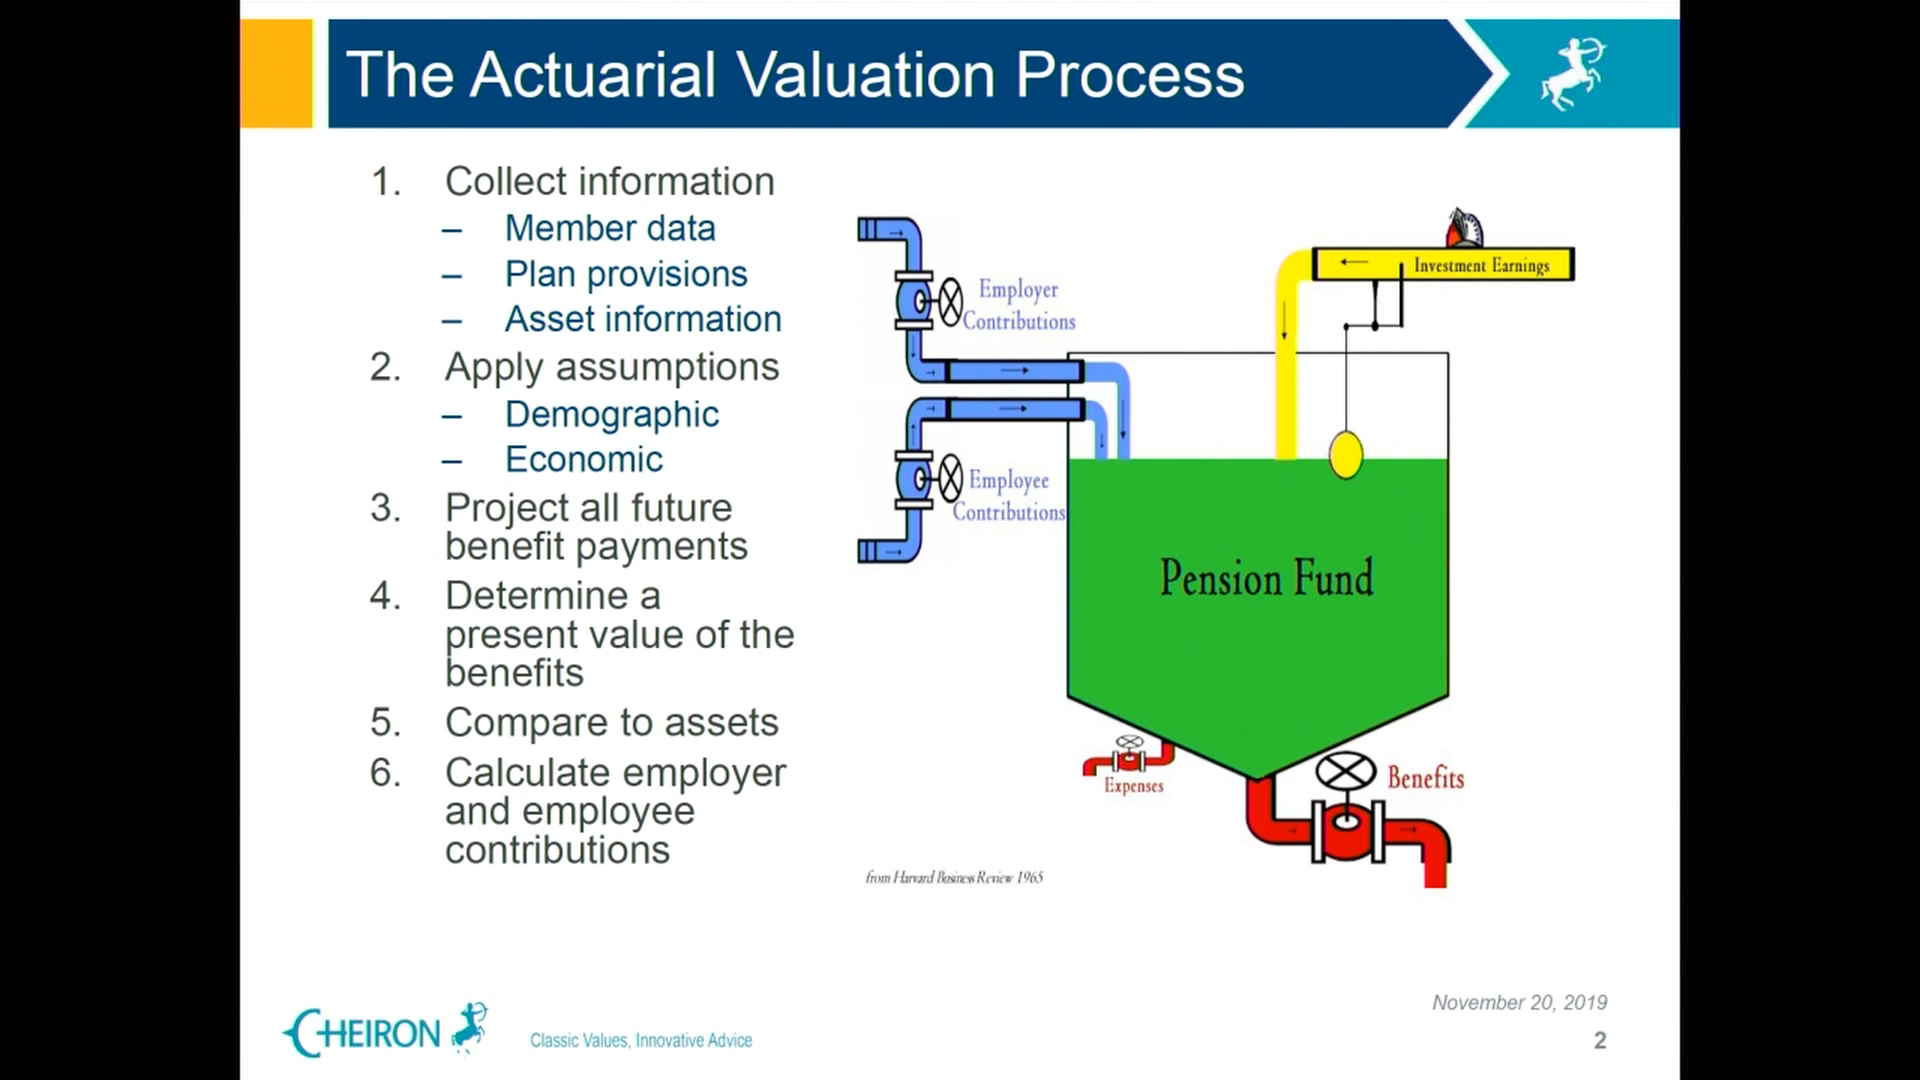 The Actuarial Valuation Process
1. Collect information
– Member data
– Plan provisions
– Asset information
2. Apply assumptions
– Demographic
– Economic
3. Project all future
benefit payments
4. Determine a
present value of the
benefits
5. Compare to assets
6. Calculate employer
and employee
contributions
Employer
Contributions
Employee
Contributions
Investment Earnings
Pension Fund
Expenses
Benefits
from Harvard Business Review 1965
CHEIRON
Classic Values, Innovative Advice
November 20, 2019
2